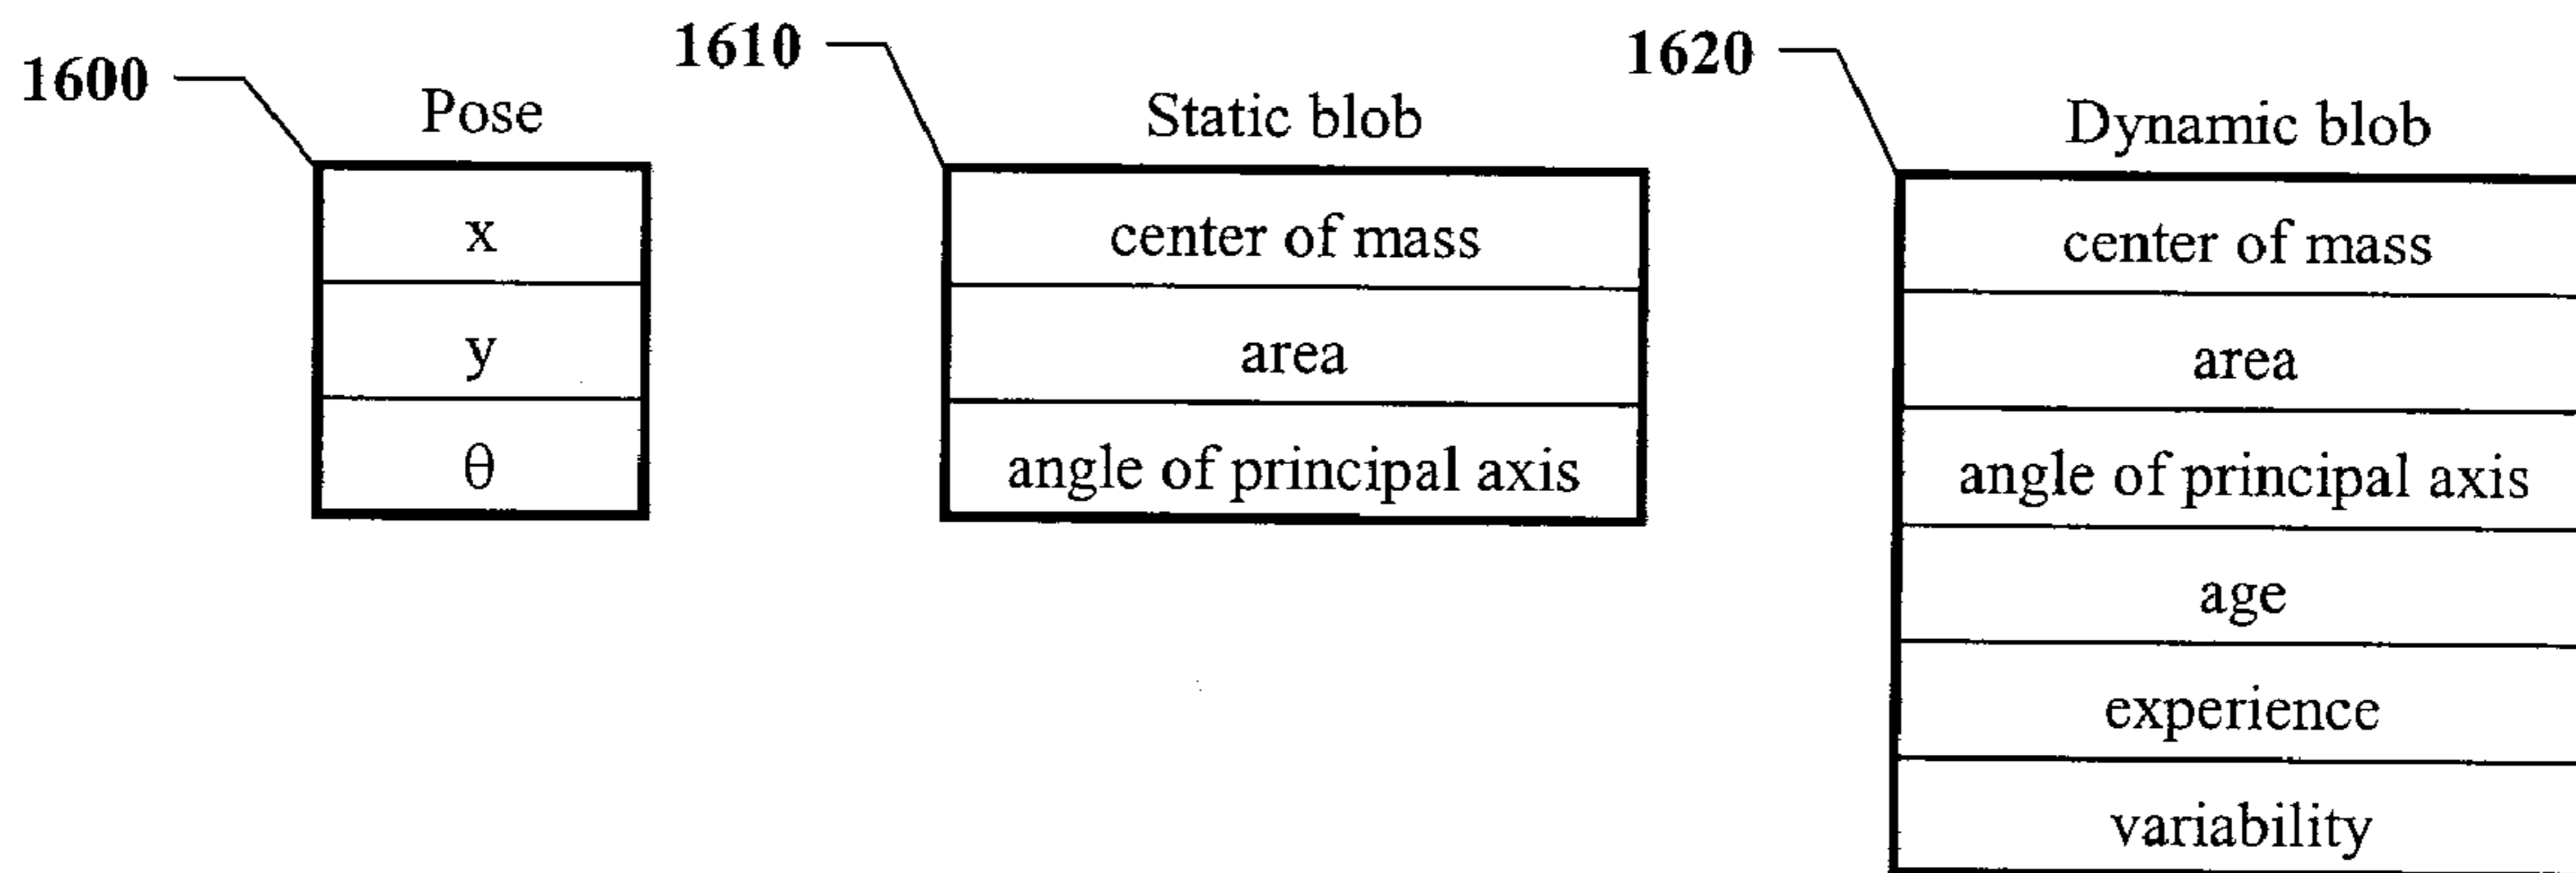 1600
Pose
x
y
θ
1610
Static blob
center of mass
area
angle of principal axis
1620
Dynamic blob
center of mass
area
angle of principal axis
age
experience
variability